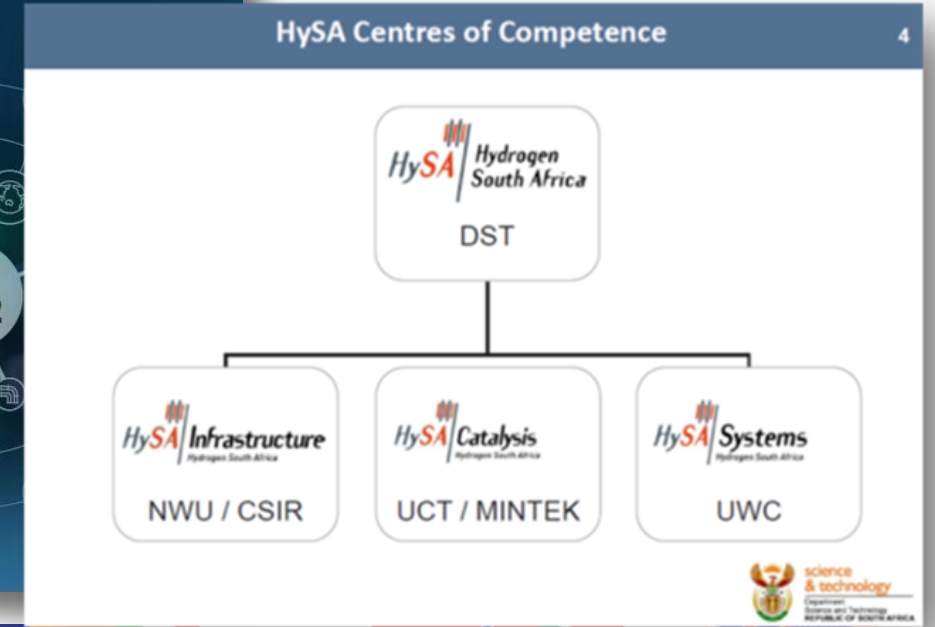 HySA Centres of Competence
4
HySA Hydrogen
South Africa
DST
HySA Infrastructure
Hydrogen South Africa
NWU / CSIR
HySA Catalysis
Hydrogen South Africa
UCT / MINTEK
HySA Systems
Hydrogen South Africa
UWC
science
& technology
Department:
Science and Technology
REPUBLIC OF SOUTH AFRICA